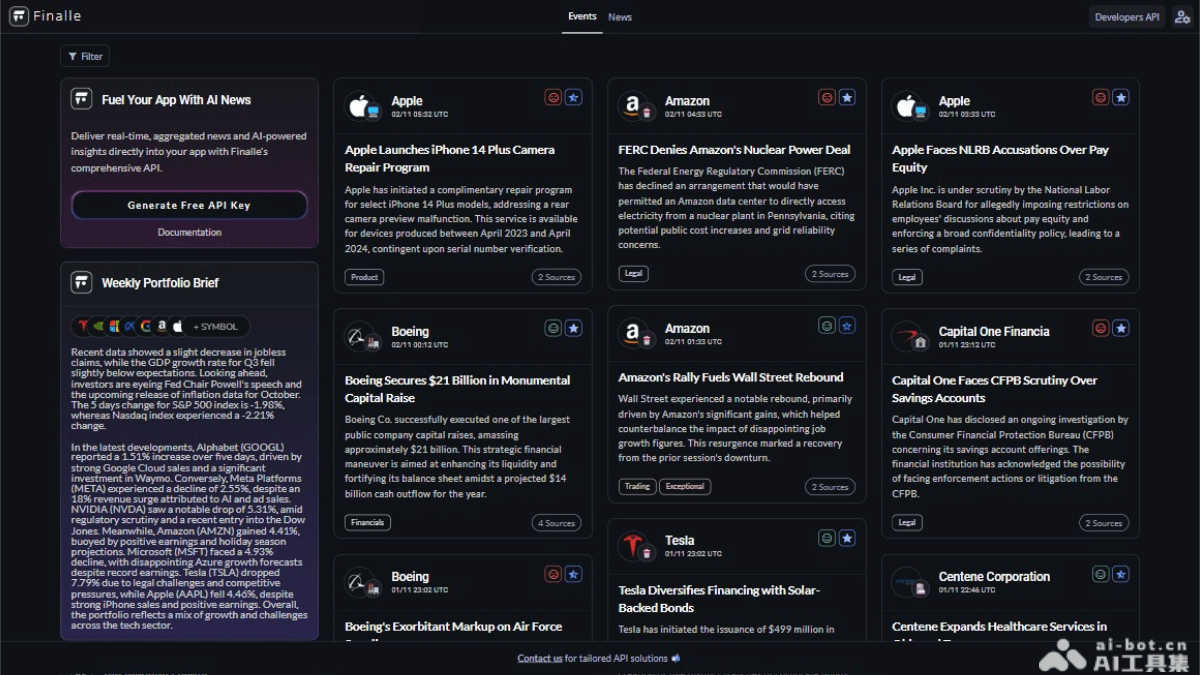 Finalle
Events
News
Developers API
Filter
Fuel Your App With AI News
Deliver real-time, aggregated news and AI-powered
insights directly into your app with Finalle's
comprehensive API.
Generate Free API Key
Documentation
Weekly Portfolio Brief
+ SYMBOL
Recent data showed a slight decrease in jobless
claims, while the GDP growth rate for Q3 fell
slightly below expectations. Looking ahead,
investors are eyeing Fed Chair Powell's speech and
the upcoming release of inflation data for October.
The 5 days change for S&P 500 index is -1.98%,
whereas Nasdaq index experienced a -2.21%
change.
In the latest developments, Alphabet (GOOGL)
reported a 1.51% increase over five days, driven by
strong Google Cloud sales and a significant
investment in Waymo. Conversely, Meta Platforms
(META) experienced a decline of 2.55%, despite an
18% revenue surge attributed to AI and ad sales.
NVIDIA (NVDA) saw a notable drop of 5.31%, amid
regulatory scrutiny and a recent entry into the Dow
Jones. Meanwhile, Amazon (AMZN) gained 4.41%,
buoyed by positive earnings and holiday season
projections. Microsoft (MSFT) faced a 4.93%
decline, with disappointing Azure growth forecasts
despite record earnings. Tesla (TSLA) dropped
7.79% due to legal challenges and competitive
pressures, while Apple (AAPL) fell 4.46%, despite
strong iPhone sales and positive earnings. Overall,
the portfolio reflects a mix of growth and challenges
across the tech sector.
Apple
02/11 05:32 UTC
Apple Launches iPhone 14 Plus Camera
Repair Program
Apple has initiated a complimentary repair program
for select iPhone 14 Plus models, addressing a rear
camera preview malfunction. This service is available
for devices produced between April 2023 and April
2024, contingent upon serial number verification.
Product
2 Sources
Boeing
02/11 00:12 UTC
Boeing Secures $21 Billion in Monumental
Capital Raise
Boeing Co. successfully executed one of the largest
public company capital raises, amassing
approximately $21 billion. This strategic financial
maneuver is aimed at enhancing its liquidity and
fortifying its balance sheet amidst a projected $14
billion cash outflow for the year.
Financials
4 Sources
Boeing
01/11 23:02 UTC
Boeing's Exorbitant Markup on Air Force
Amazon
02/11 04:33 UTC
FERC Denies Amazon's Nuclear Power Deal
The Federal Energy Regulatory Commission (FERC)
has declined an arrangement that would have
permitted an Amazon data center to directly access
electricity from a nuclear plant in Pennsylvania, citing
potential public cost increases and grid reliability
concerns.
Legal
2 Sources
Amazon
02/11 01:33 UTC
Amazon's Rally Fuels Wall Street Rebound
Wall Street experienced a notable rebound, primarily
driven by Amazon's significant gains, which helped
counterbalance the impact of disappointing job
growth figures. This resurgence marked a recovery
from the prior session's downturn.
Trading
Exceptional
2 Sources
Tesla
01/11 23:02 UTC
Tesla Diversifies Financing with Solar-
Backed Bonds
Tesla has initiated the issuance of $499 million in
Apple
02/11 03:33 UTC
Apple Faces NLRB Accusations Over Pay
Equity
Apple Inc. is under scrutiny by the National Labor
Relations Board for allegedly imposing restrictions on
employees' discussions about pay equity and
enforcing a broad confidentiality policy, leading to a
series of complaints.
Legal
2 Sources
Capital One Financia
01/11 23:12 UTC
Capital One Faces CFPB Scrutiny Over
Savings Accounts
Capital One has disclosed an ongoing investigation by
the Consumer Financial Protection Bureau (CFPB)
concerning its savings account offerings. The
financial institution has acknowledged the possibility
of facing enforcement actions or litigation from the
CFPB.
Legal
2 Sources
Centene Corporation
01/11 22:46 UTC
Centene Expands Healthcare Services in
Contact us for tailored API solutions
ai-bot.cn
AI工具集